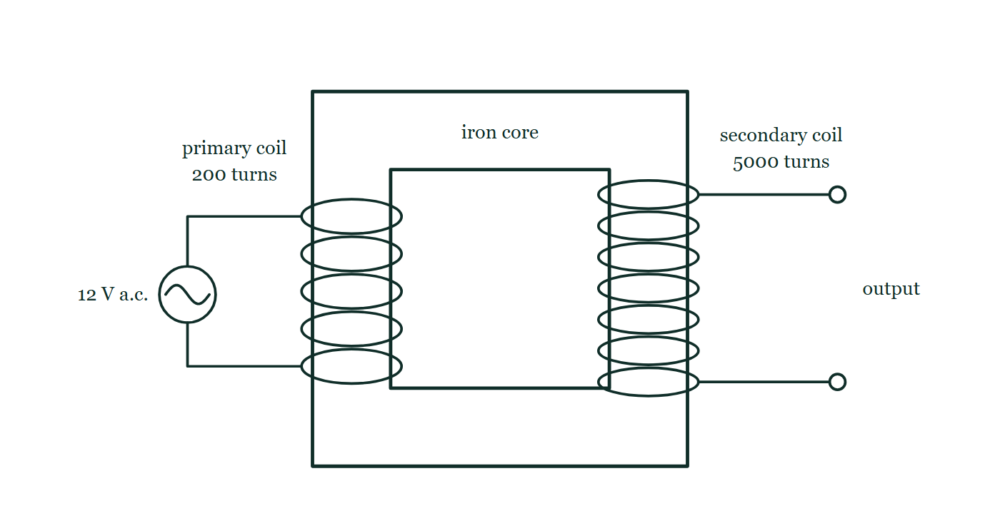 iron core
primary coil
200 turns
secondary coil
5000 turns
12 V a.c.
output